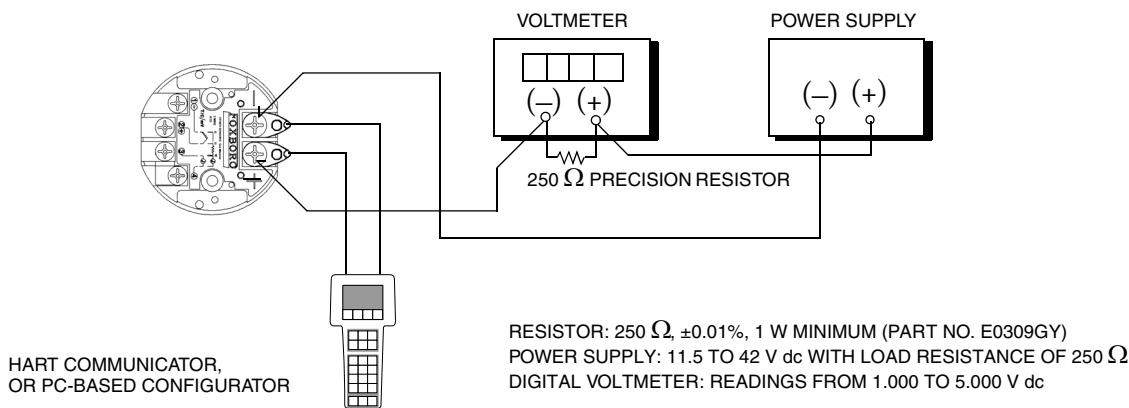 VOLTMETER
POWER SUPPLY
(–) (+)
(–) (+)
FOXBORO
250 Ω PRECISION RESISTOR
HART COMMUNICATOR,
OR PC-BASED CONFIGURATOR
RESISTOR: 250 Ω, ±0.01%, 1 W MINIMUM (PART NO. E0309GY)
POWER SUPPLY: 11.5 TO 42 V dc WITH LOAD RESISTANCE OF 250 Ω
DIGITAL VOLTMETER: READINGS FROM 1.000 TO 5.000 V dc